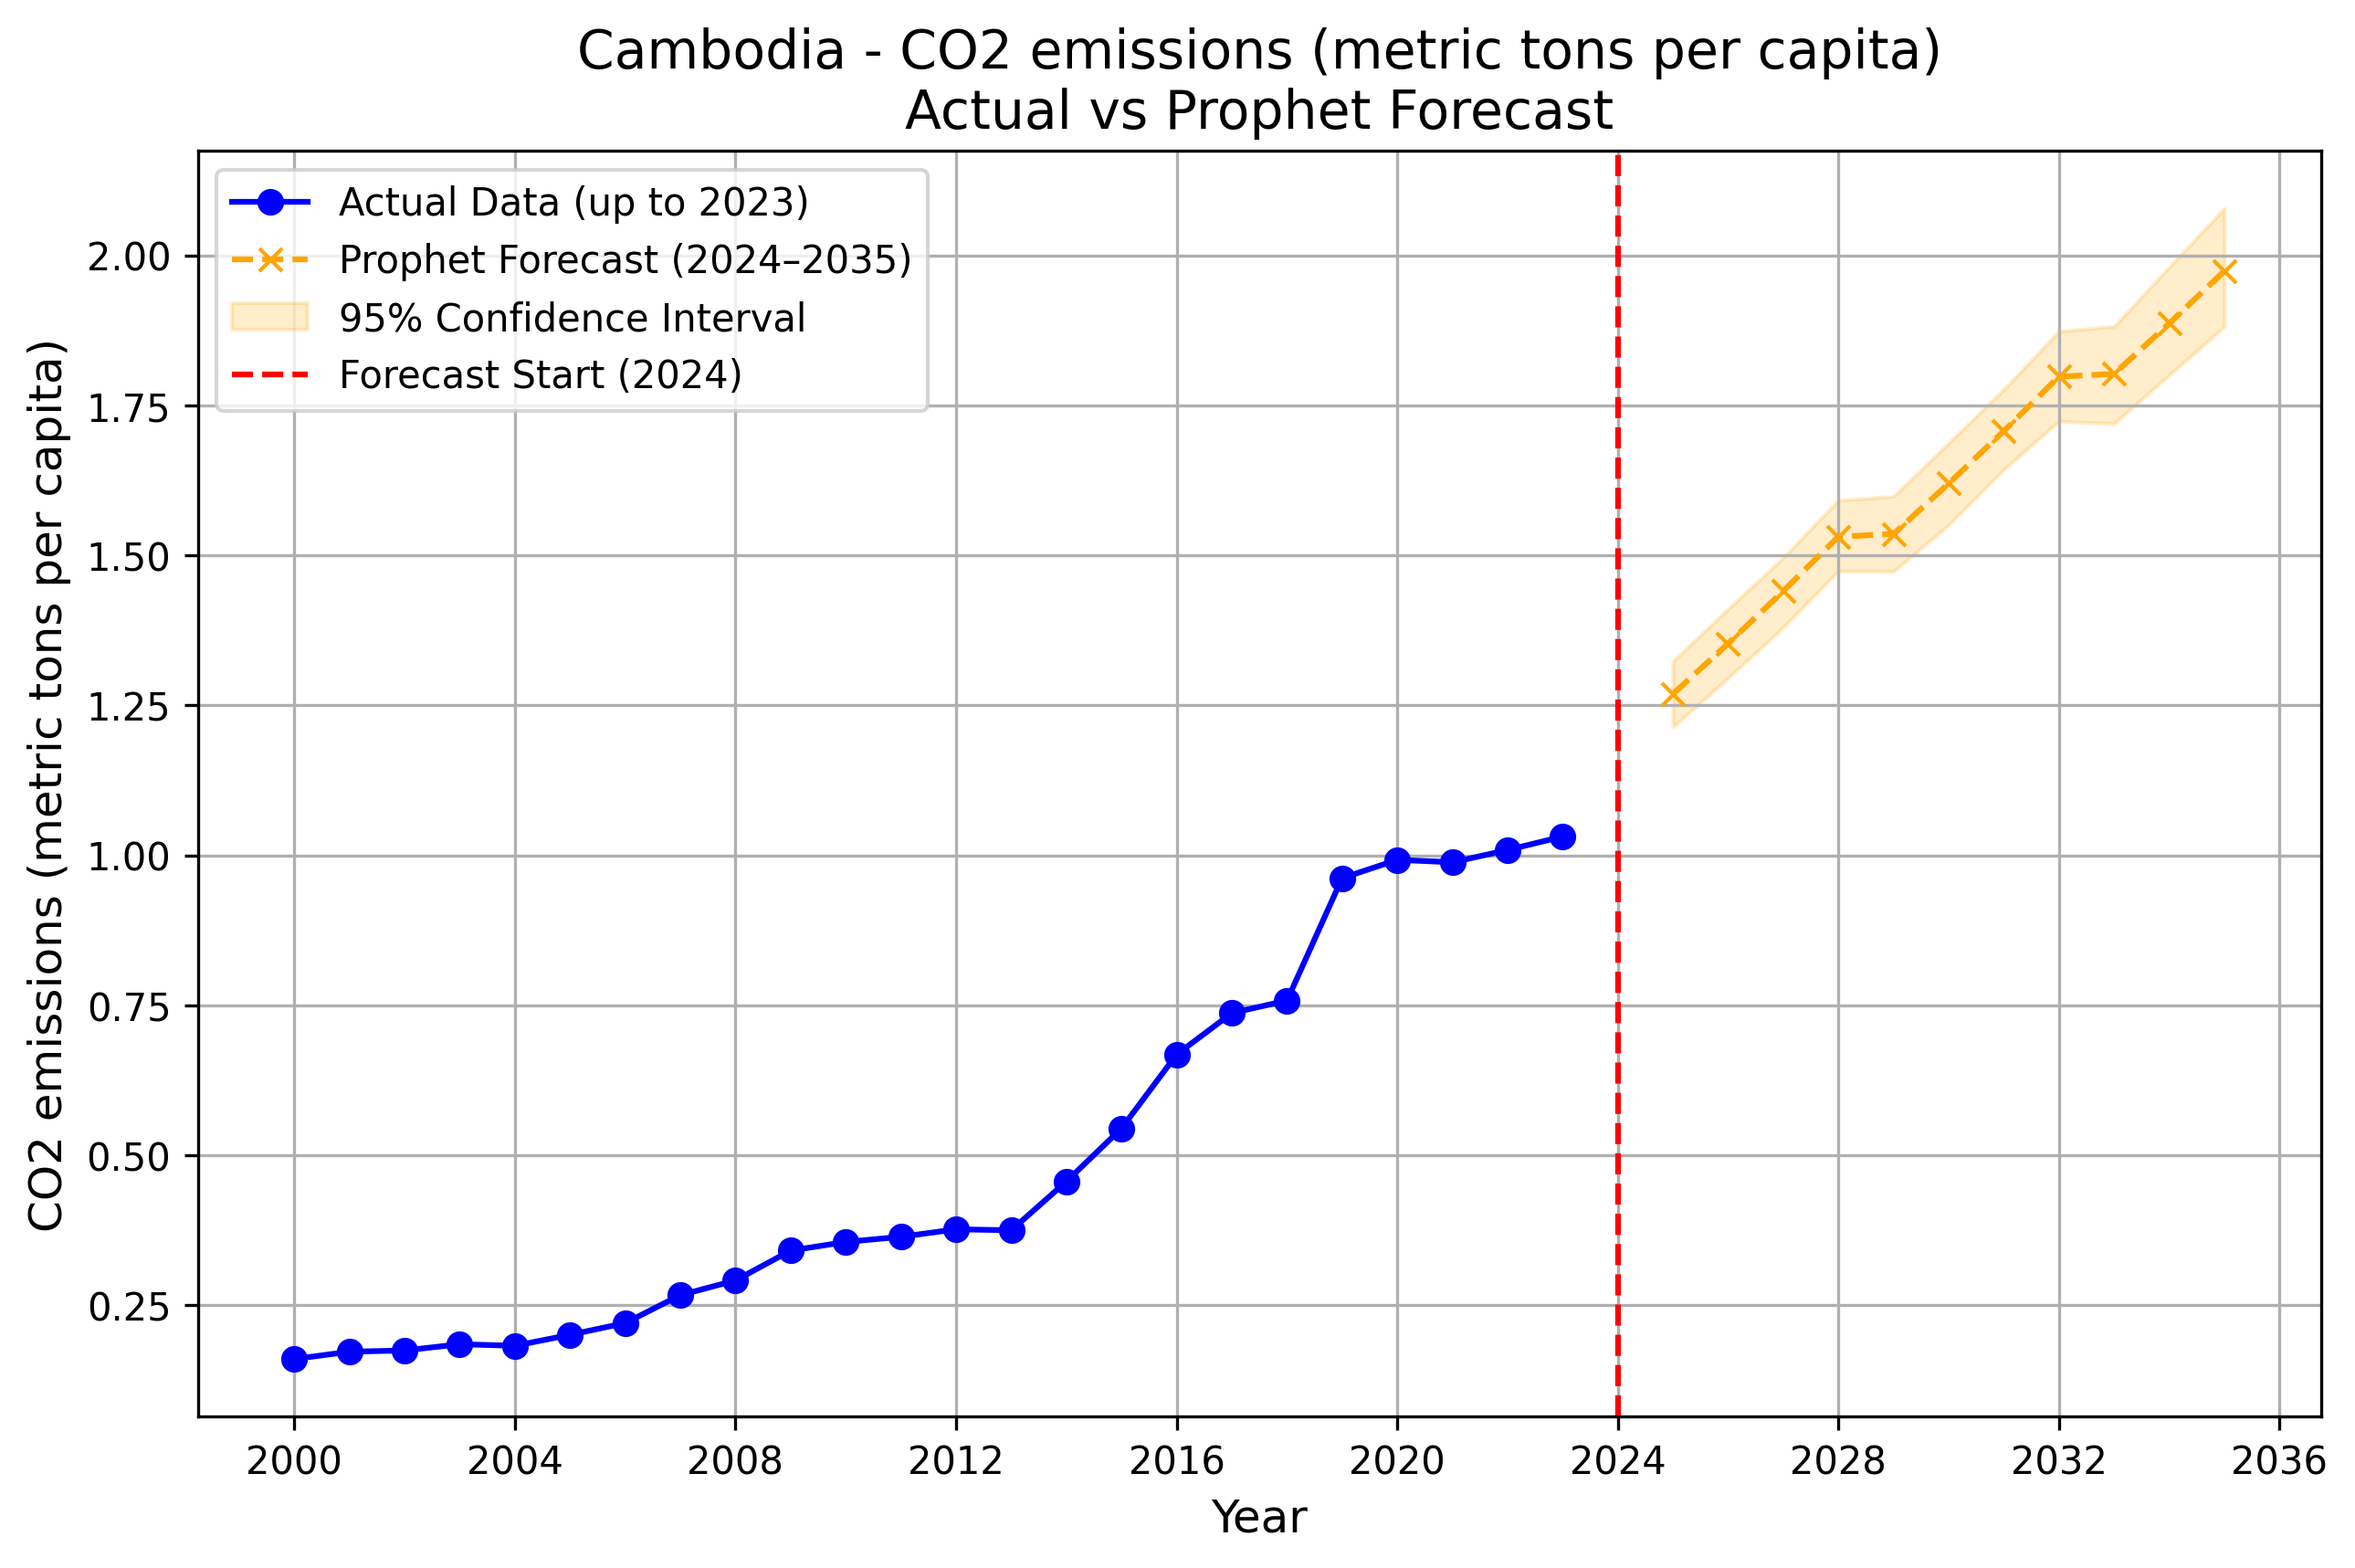 Cambodia - CO2 emissions (metric tons per capita)
Actual vs Prophet Forecast
Actual Data (up to 2023)
Prophet Forecast (2024–2035)
95% Confidence Interval
Forecast Start (2024)
CO2 emissions (metric tons per capita)
2.00
1.75
1.50
1.25
1.00
0.75
0.50
0.25
2000 2004 2008 2012 2016 2020 2024 2028 2032 2036
Year